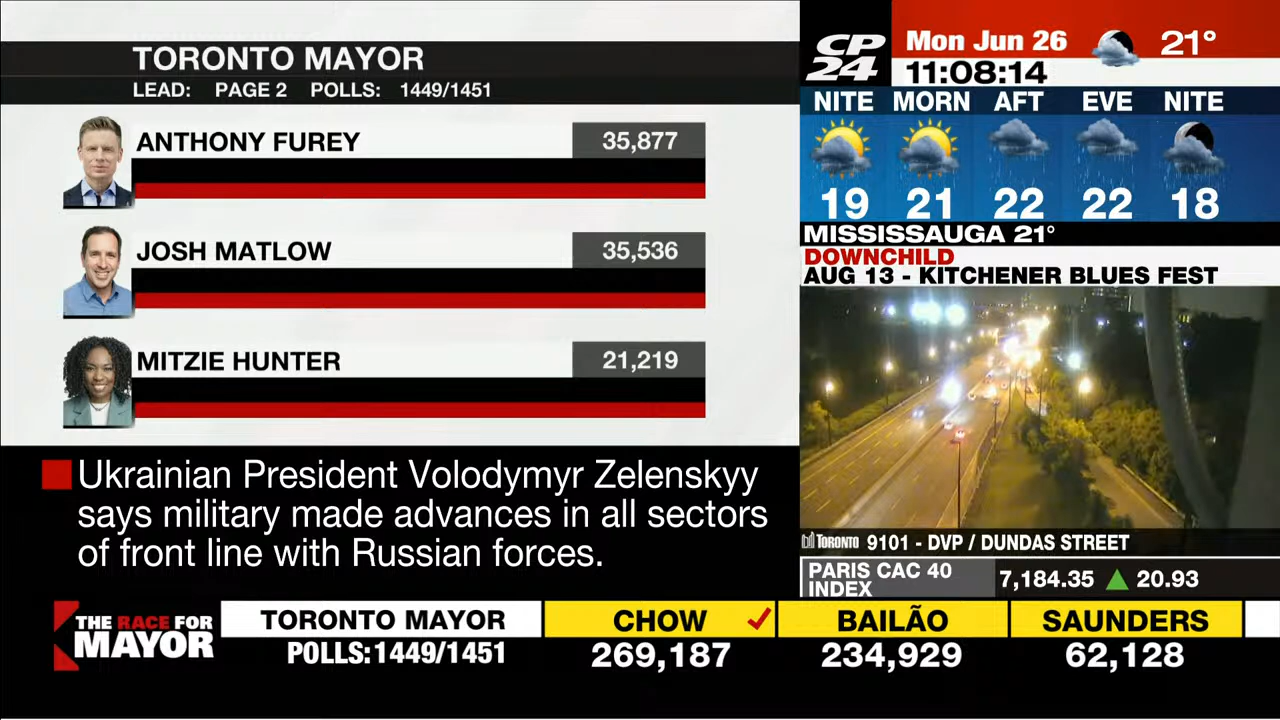 TORONTO MAYOR
LEAD: PAGE 2 POLLS: 1449/1451
ANTHONY FUREY 35,877
JOSH MATLOW 35,536
MITZIE HUNTER 21,219
Ukrainian President Volodymyr Zelenskyy
says military made advances in all sectors
of front line with Russian forces.
CP
24
Mon Jun 26 21°
11:08:14
NITE MORN AFT EVE NITE
19 21 22 22 18
MISSISSAUGA 21°
DOWNCHILD
AUG 13 - KITCHENER BLUES FEST
TORONTO 9101 - DVP / DUNDAS STREET
PARIS CAC 40
INDEX
7,184.35 20.93
THE RACE FOR
MAYOR
TORONTO MAYOR CHOW BAILÃO SAUNDERS
POLLS:1449/1451 269,187 234,929 62,128